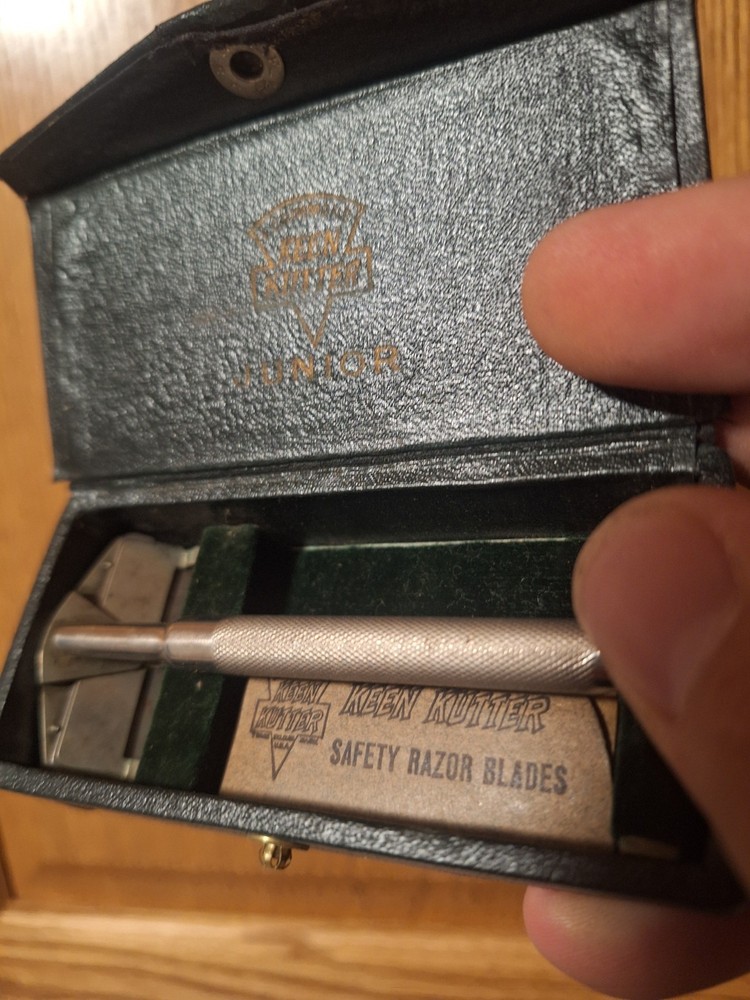 KEEN
KUTTER
JUNIOR
KEEN
KUTTER
U.S.A.
KEEN KUTTER
SAFETY RAZOR BLADES